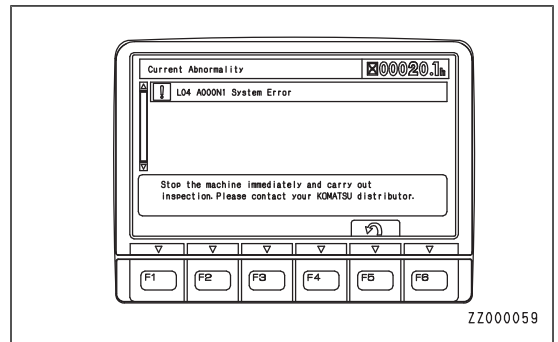 Current Abnormality
00020.1h
L04 A000N1 System Error
Stop the machine immediately and carry out
inspection. Please contact your KOMATSU distributor.
F1 F2 F3 F4 F5 F6
ZZ000059